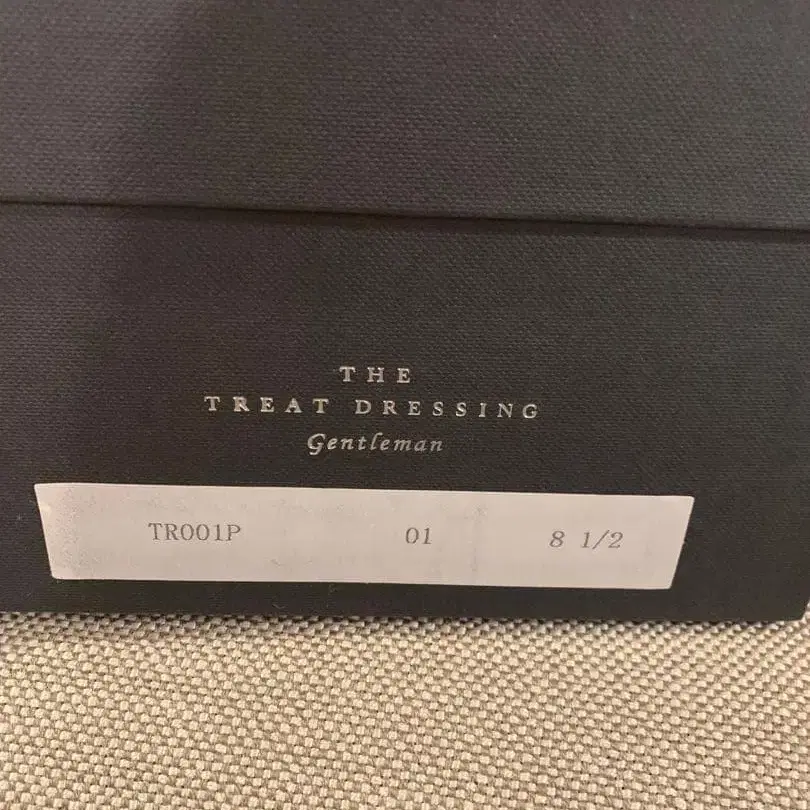 THE
TREAT DRESSING
Gentleman
TR001P 01 8 1/2